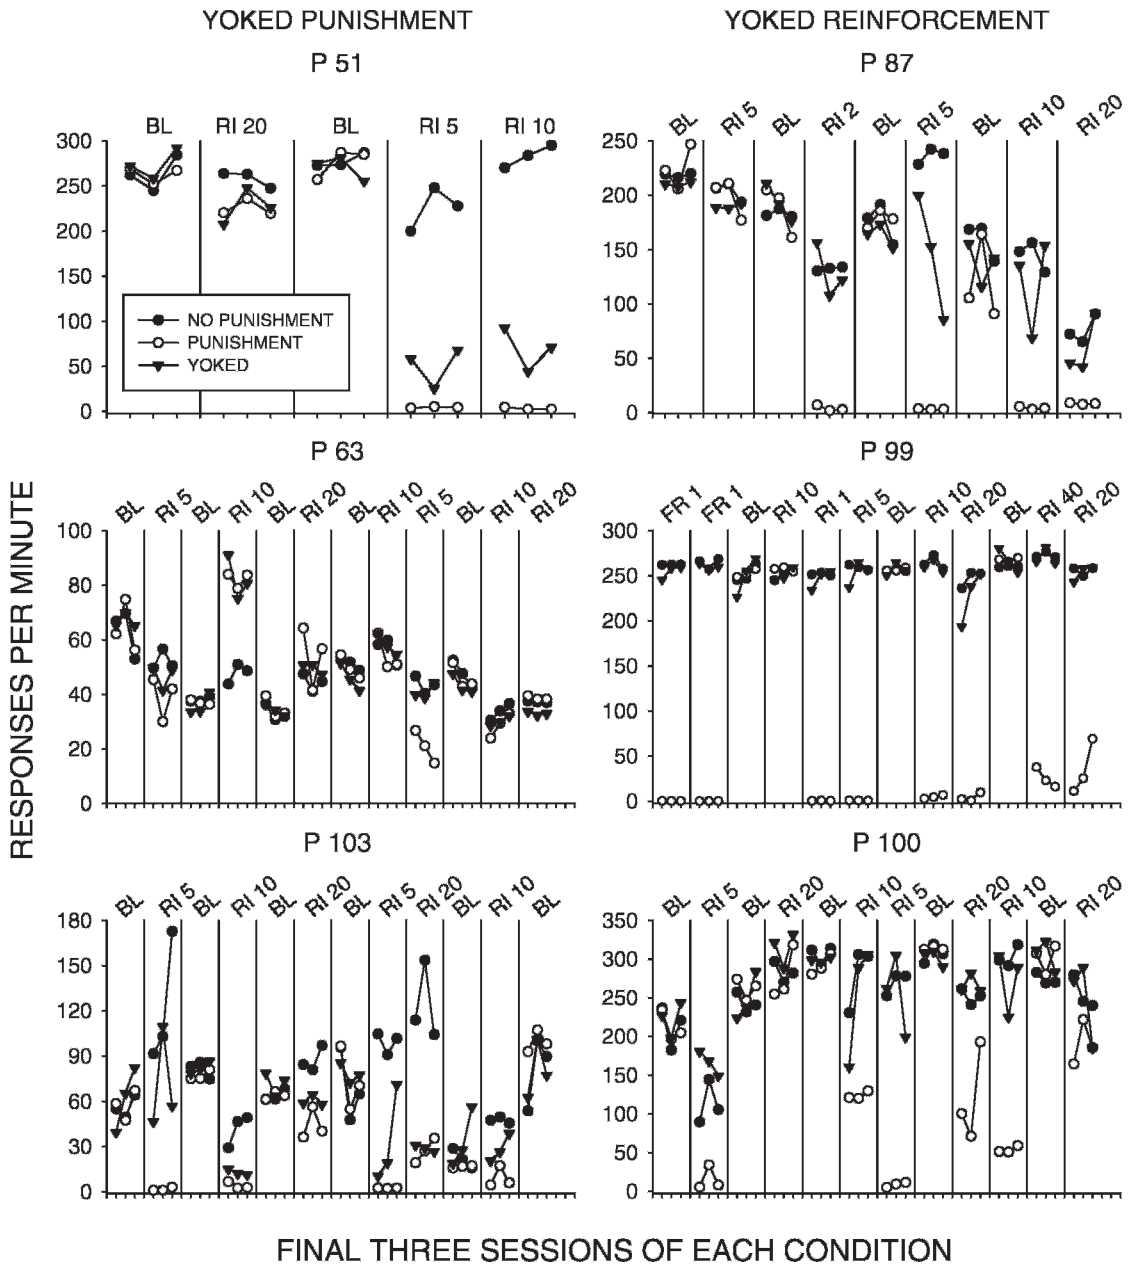 YOKED PUNISHMENT
YOKED REINFORCEMENT
P 51
BL RI 20 BL RI 5 RI 10
300
250
200
150
100
50
0
NO PUNISHMENT
PUNISHMENT
YOKED
P 87
BL RI 5 BL RI 2 BL RI 5 BL RI 10 RI 20
250
200
150
100
50
0
P 63
BL RI 5 BL RI 10 BL RI 20 BL RI 10 RI 5 BL RI 10 RI 20
100
80
60
40
20
0
P 99
FR 1 FR 1 BL RI 10 RI 1 RI 5 BL RI 10 RI 20 BL RI 40 RI 20
300
250
200
150
100
50
0
P 103
BL RI 5 BL RI 10 BL RI 20 BL RI 5 RI 20 BL RI 10 BL
180
150
120
90
60
30
0
P 100
BL RI 5 BL RI 20 BL RI 10 RI 5 BL RI 20 RI 10 BL RI 20
350
300
250
200
150
100
50
0
RESPONSES PER MINUTE
FINAL THREE SESSIONS OF EACH CONDITION